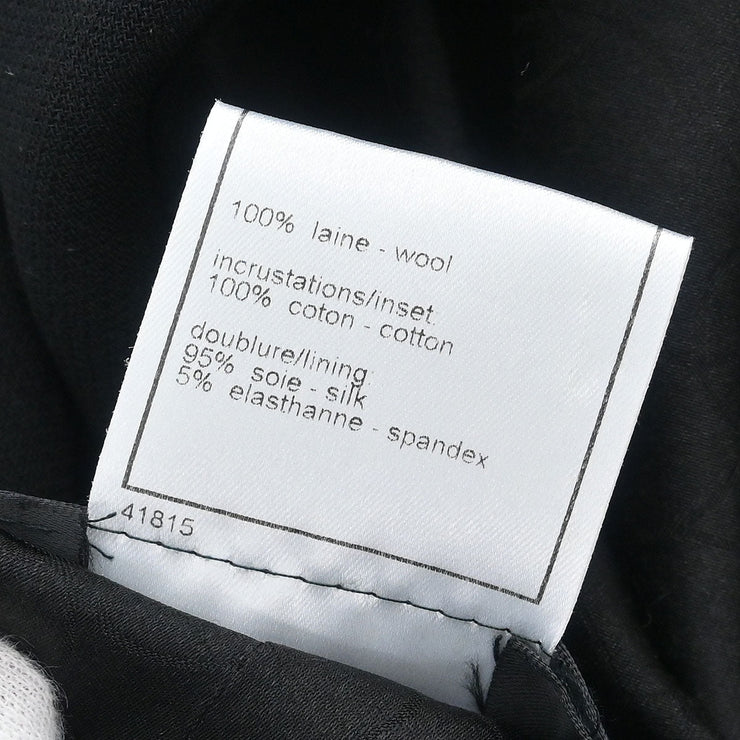 100% laine - wool
incrustations/inset:
100% coton - cotton
doublure/lining:
95% soie - silk
5% elasthanne - spandex
41815